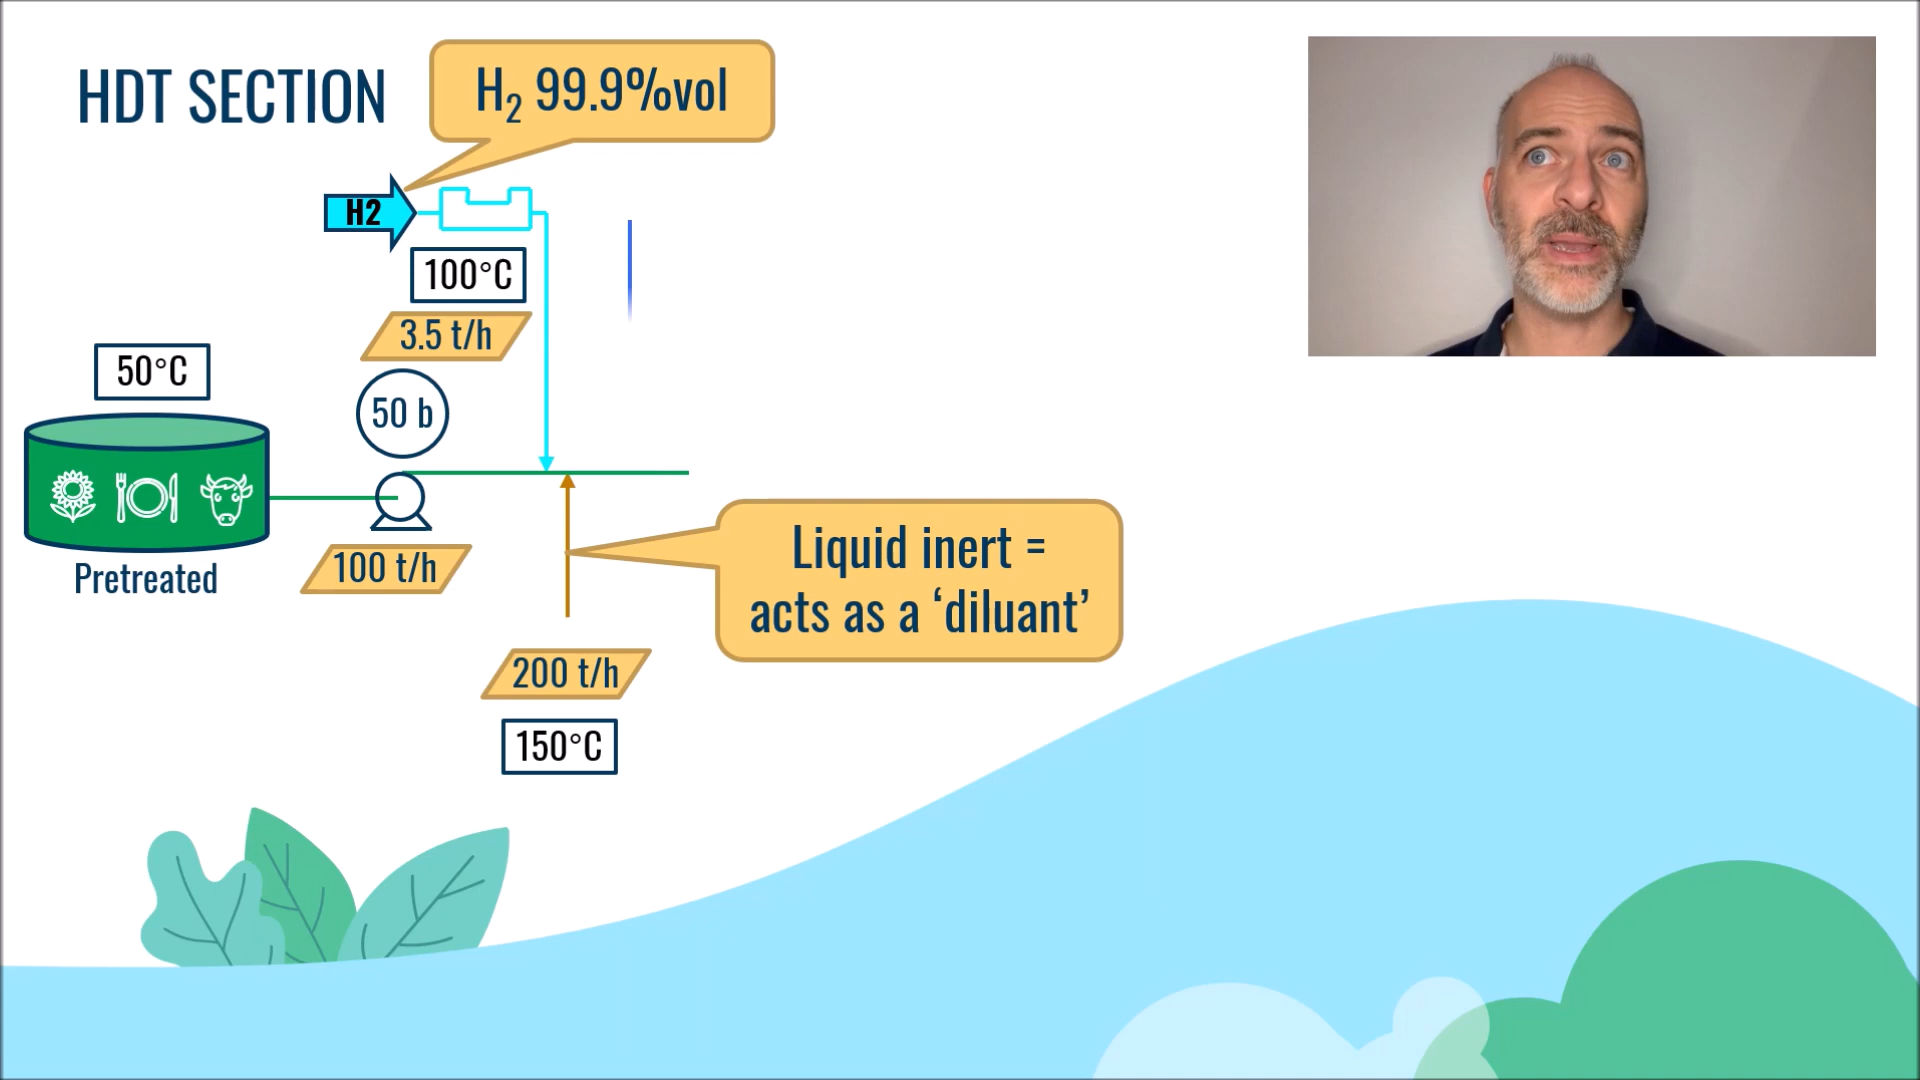 HDT SECTION
H₂ 99.9%vol
H2
100°C
3.5 t/h
50°C
50 b
Pretreated
100 t/h
Liquid inert =
acts as a ‘diluant’
200 t/h
150°C